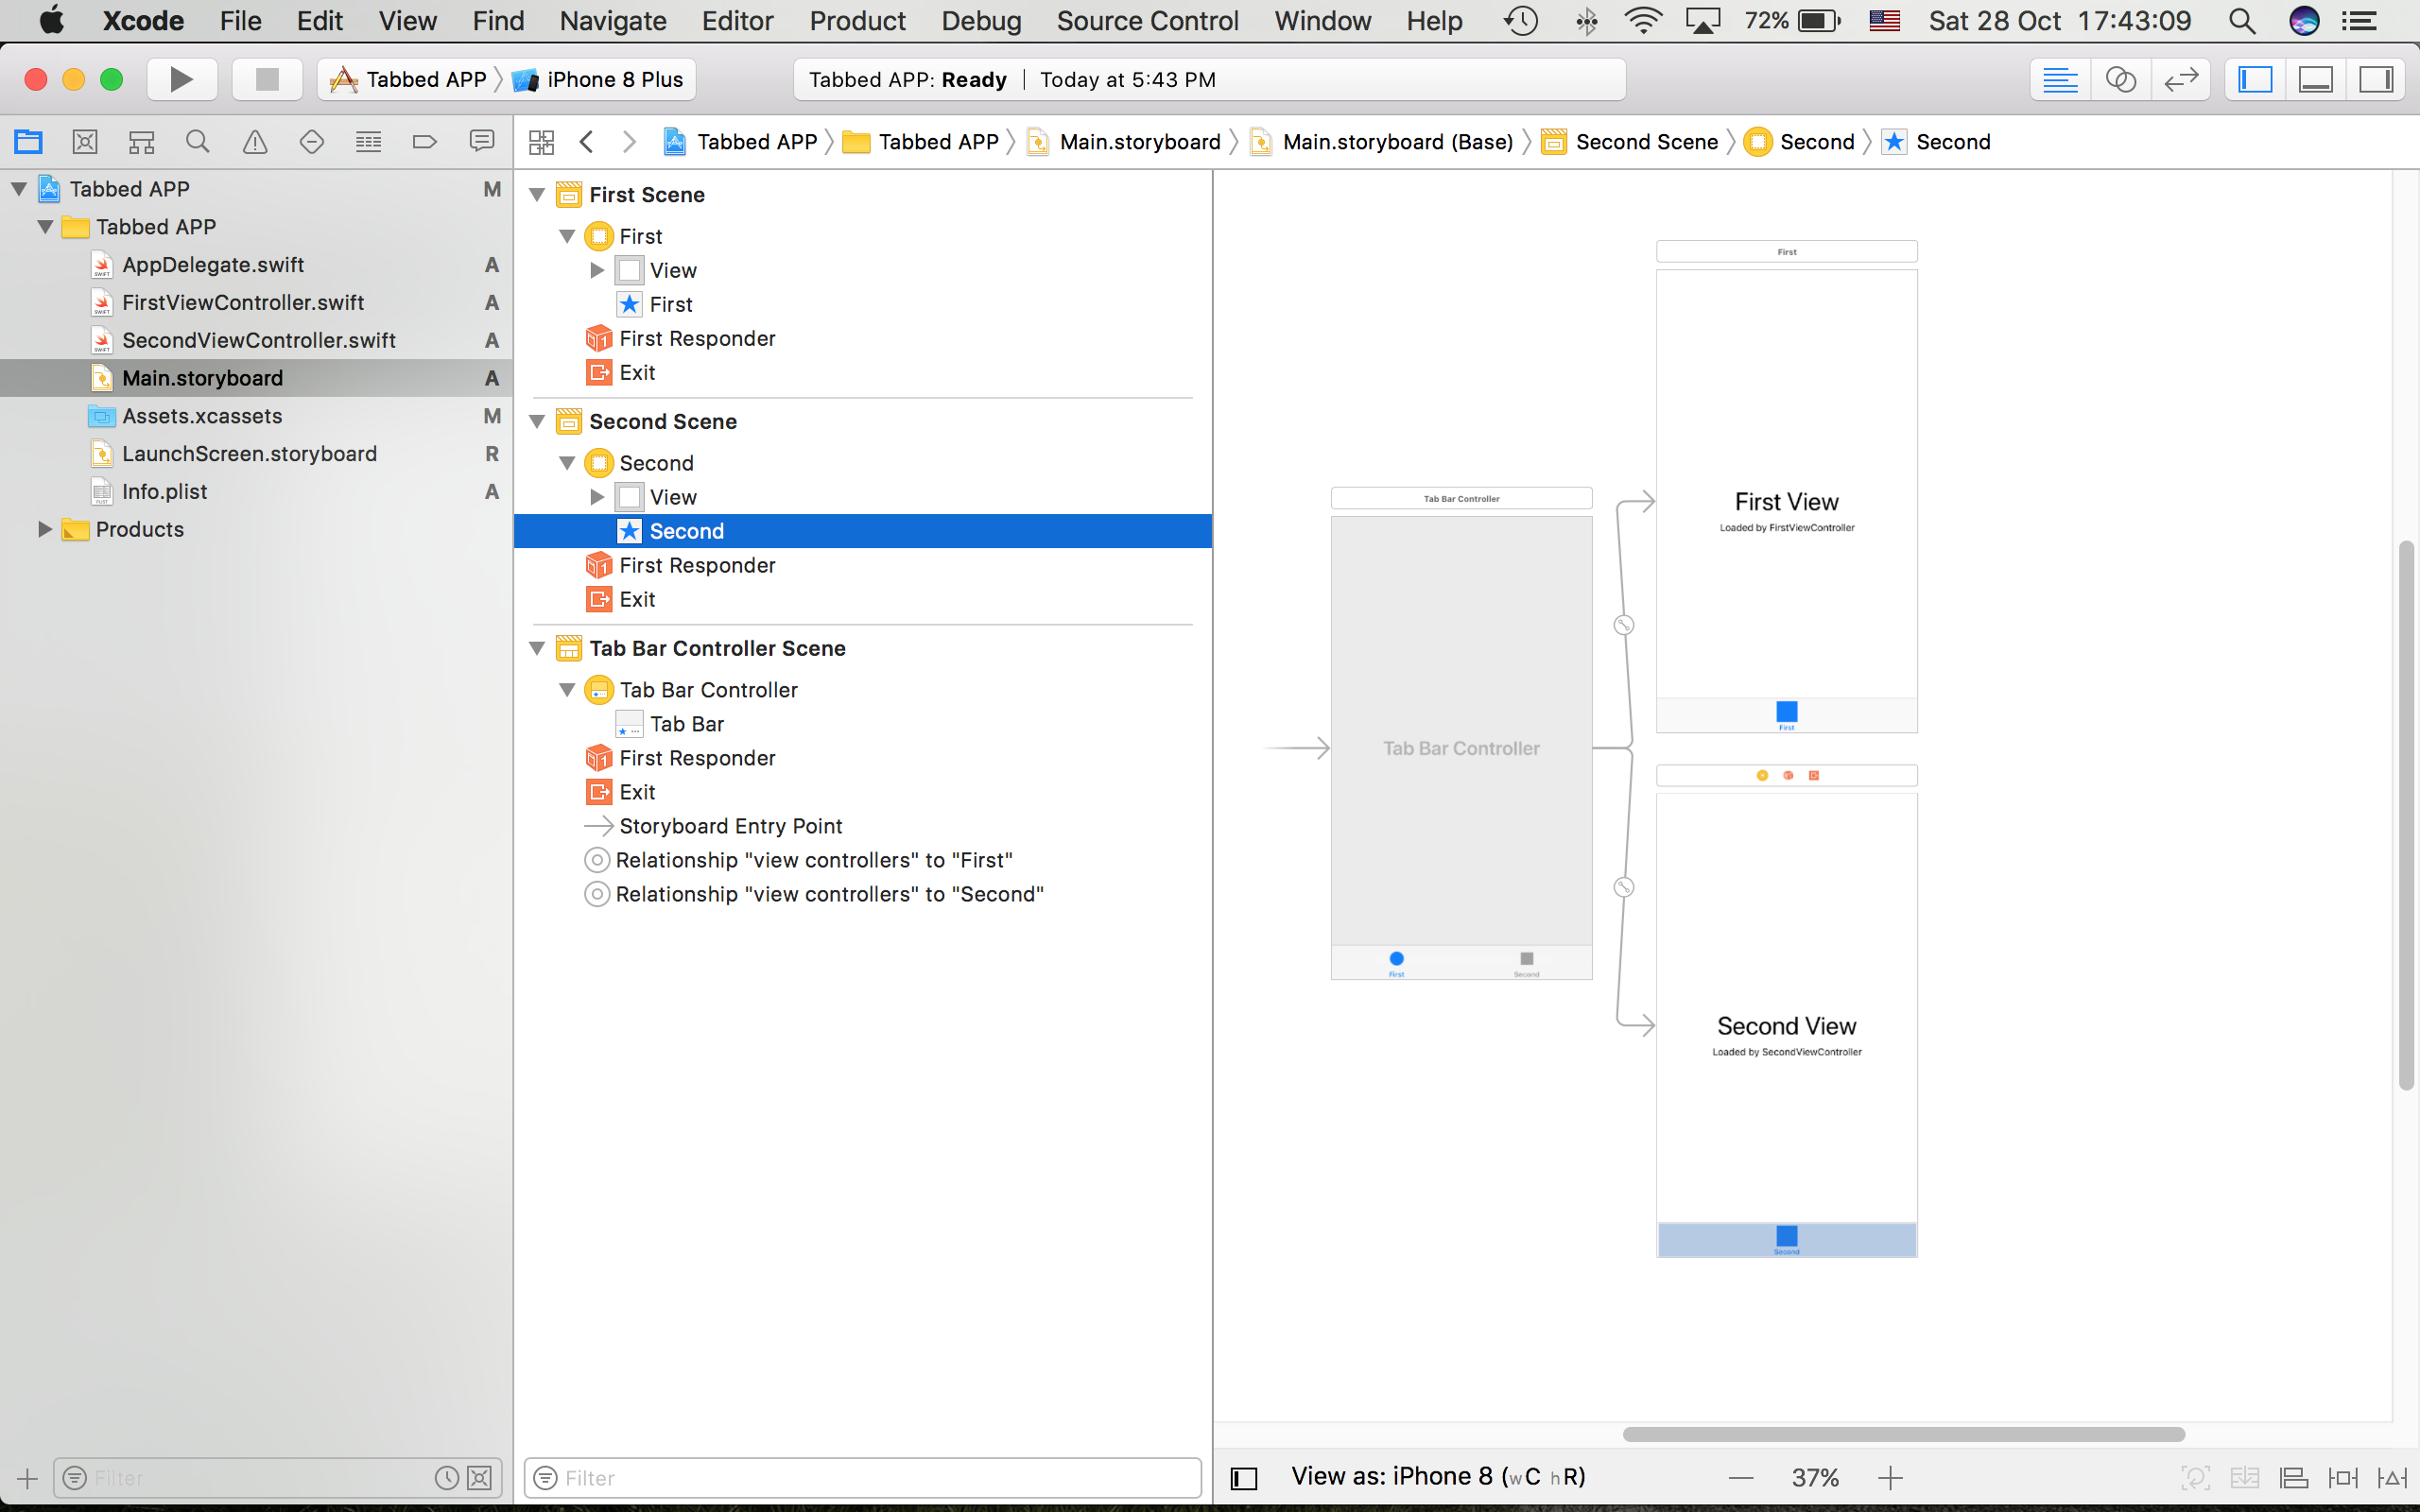 Xcode File Edit View Find Navigate Editor Product Debug Source Control Window Help 72% Sat 28 Oct 17:43:09
Tabbed APP iPhone 8 Plus
Tabbed APP: Ready | Today at 5:43 PM
Tabbed APP Tabbed APP Main.storyboard Main.storyboard (Base) Second Scene Second Second
Tabbed APP M
Tabbed APP
AppDelegate.swift A
FirstViewController.swift A
SecondViewController.swift A
Main.storyboard A
Assets.xcassets M
LaunchScreen.storyboard R
Info.plist A
Products
Filter
First Scene
First
View
First
First Responder
Exit
Second Scene
Second
View
Second
First Responder
Exit
Tab Bar Controller Scene
Tab Bar Controller
Tab Bar
First Responder
Exit
Storyboard Entry Point
Relationship "view controllers" to "First"
Relationship "view controllers" to "Second"
Filter
Tab Bar Controller
Tab Bar Controller
First
Second
First
First View
Loaded by FirstViewController
First
Second View
Loaded by SecondViewController
Second
View as: iPhone 8 (wC hR)
37%